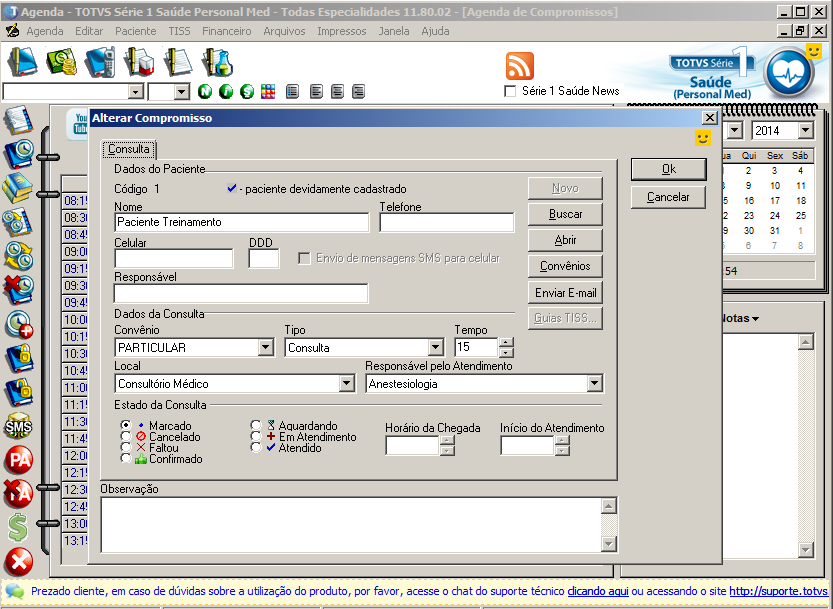 Agenda - TOTVS Série 1 Saúde Personal Med - Todas Especialidades 11.80.02 - [Agenda de Compromissos]
Agenda Editar Paciente TISS Financeiro Arquivos Impressos Janela Ajuda
TOTVS Série 1
Saúde
(Personal Med)
Série 1 Saúde News
You
Tube
Alterar Compromisso
2014
Consulta
Dados do Paciente
Código 1
- paciente devidamente cadastrado
Nome
Telefone
Paciente Treinamento
Celular
DDD
Envio de mensagens SMS para celular
Responsável
Novo
Buscar
Abrir
Convênios
Enviar E-mail
Guias TISS...
Ok
Cancelar
Dados da Consulta
Convênio
Tipo
Tempo
PARTICULAR
Consulta
15
Local
Responsável pelo Atendimento
Consultório Médico
Anestesiologia
Estado da Consulta
Marcado
Cancelado
Faltou
Confirmado
Aguardando
Em Atendimento
Atendido
Horário da Chegada
Início do Atendimento
Observação
ua Qui Sex Sáb
2 3 4
9 10 11
16 17 18
23 24 25
30 31 1
6 7 8
:54
Notas
08:15
08:30
08:45
09:00
09:15
09:30
09:45
10:00
10:15
10:30
10:45
11:00
11:15
11:30
11:45
12:00
12:15
12:30
12:45
13:00
13:15
SMS
PA
Prezado cliente, em caso de dúvidas sobre a utilização do produto, por favor, acesse o chat do suporte técnico clicando aqui ou acessando o site http://suporte.totvs